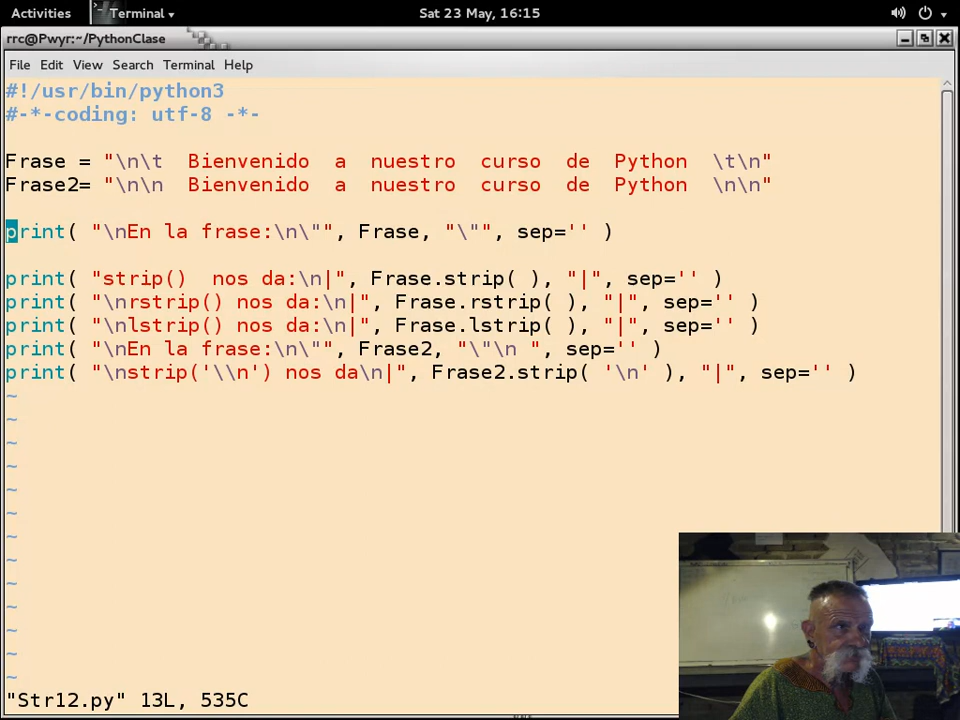 Activities Terminal Sat 23 May, 16:15
rrc@Pwyr:~/PythonClase
File Edit View Search Terminal Help
#!/usr/bin/python3
#-*-coding: utf-8 -*-
Frase = "\n\t  Bienvenido  a  nuestro  curso  de  Python  \t\n"
Frase2= "\n\n  Bienvenido  a  nuestro  curso  de  Python  \n\n"
print( "\nEn la frase:\n\"", Frase, "\"", sep='' )
print( "strip()  nos da:\n|", Frase.strip( ), "|", sep='' )
print( "\nrstrip() nos da:\n|", Frase.rstrip( ), "|", sep='' )
print( "\nlstrip() nos da:\n|", Frase.lstrip( ), "|", sep='' )
print( "\nEn la frase:\n\"", Frase2, "\"\n ", sep='' )
print( "\nstrip('\\n') nos da\n|", Frase2.strip( '\n' ), "|", sep='' )
~
~
~
~
~
~
~
~
~
~
~
~
~
"Str12.py" 13L, 535C